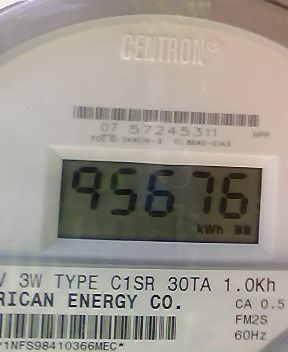 CENTRON®
07 57245311 HPP
95676
kWh
V 3W TYPE C1SR 30TA 1.0Kh
RICAN ENERGY CO.
CA 0.5
FM2S
60Hz
*1NFS98410366MEC*